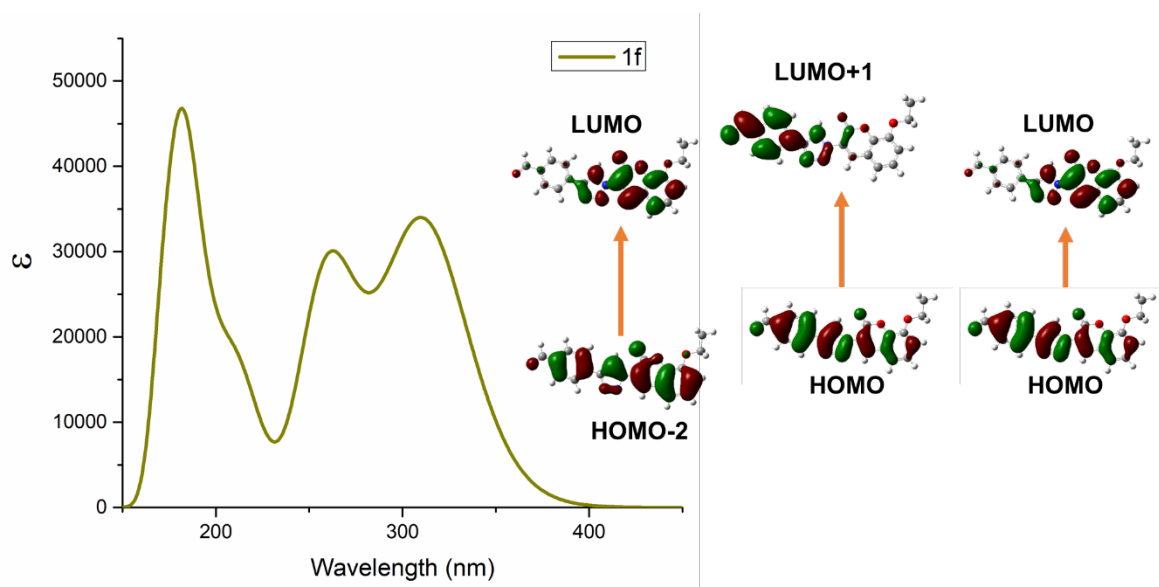 50000
40000
30000
20000
10000
0
ε
200
300
400
Wavelength (nm)
1f
LUMO
HOMO-2
LUMO+1
HOMO
LUMO
HOMO